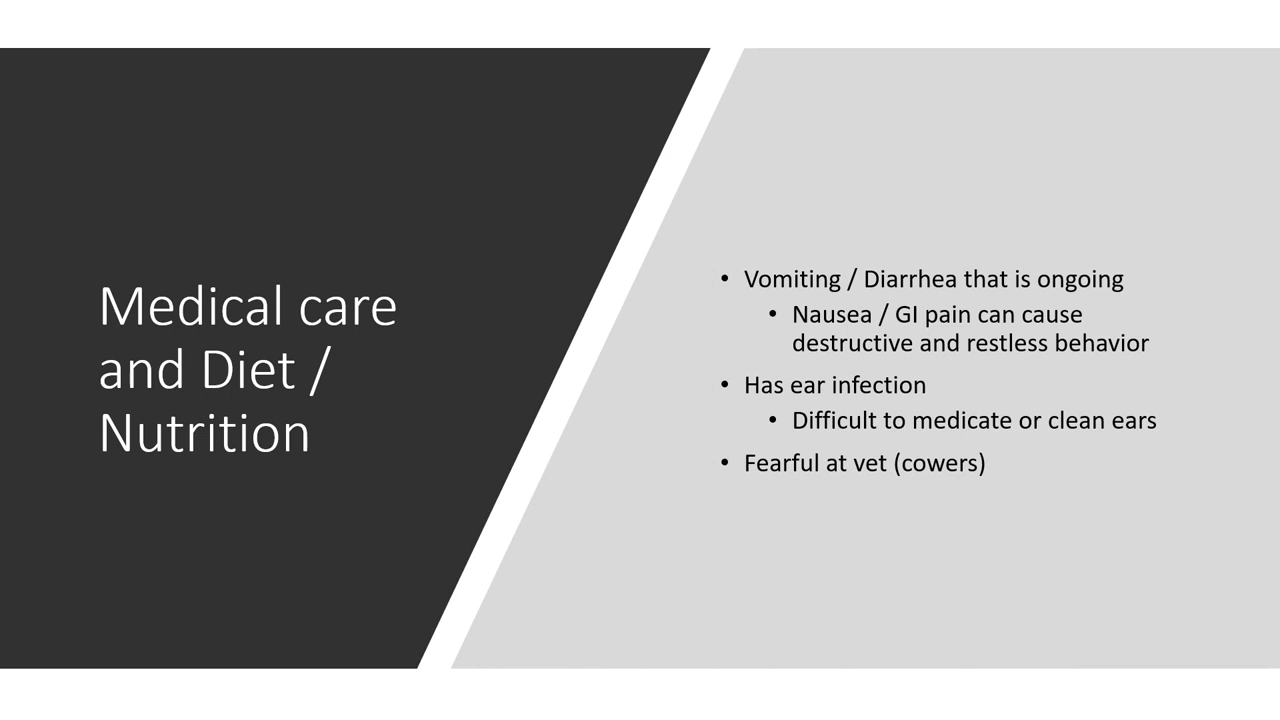 Medical care
and Diet /
Nutrition
• Vomiting / Diarrhea that is ongoing
• Nausea / GI pain can cause
destructive and restless behavior
• Has ear infection
• Difficult to medicate or clean ears
• Fearful at vet (cowers)